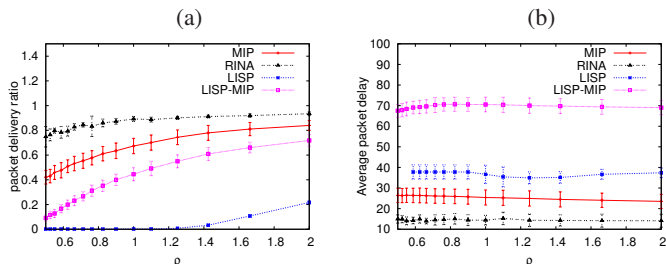 (a)
(b)
packet delivery ratio
1.4
1.2
1
0.8
0.6
0.4
0.2
0
0.6 0.8 1 1.2 1.4 1.6 1.8 2
ρ
MIP
RINA
LISP
LISP-MIP
Average packet delay
100
90
80
70
60
50
40
30
20
10
0.6 0.8 1 1.2 1.4 1.6 1.8 2
ρ
MIP
RINA
LISP
LISP-MIP